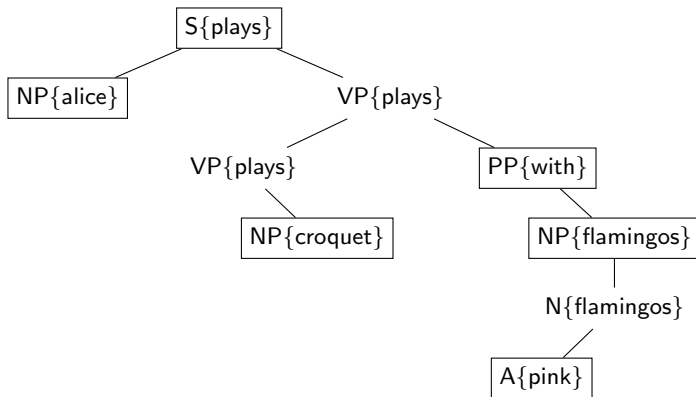 S{plays}
NP{alice} VP{plays}
VP{plays} PP{with}
NP{croquet} NP{flamingos}
N{flamingos}
A{pink}